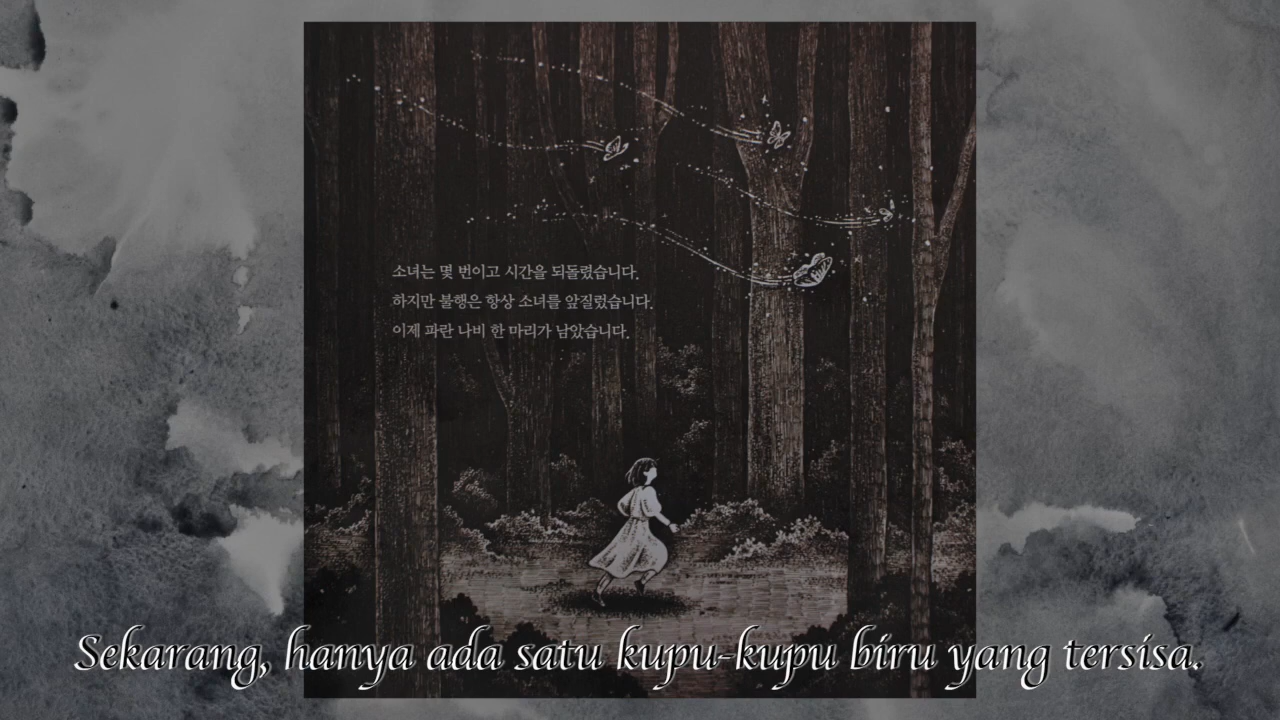 소녀는 몇 번이고 시간을 되돌렸습니다.
하지만 불행은 항상 소녀를 앞질렀습니다.
이제 파란 나비 한 마리가 남았습니다.
Sekarang, hanya ada satu kupu-kupu biru yang tersisa.